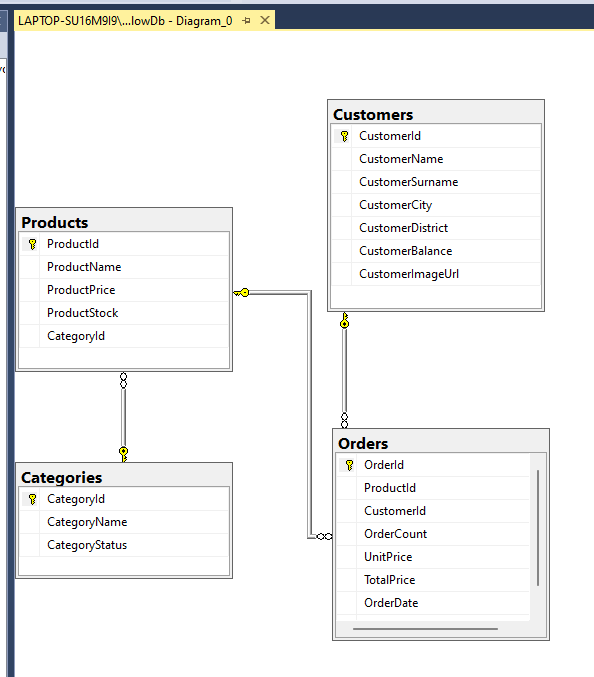 LAPTOP-SU16M9I9\...lowDb - Diagram_0
Customers
CustomerId
CustomerName
CustomerSurname
CustomerCity
CustomerDistrict
CustomerBalance
CustomerImageUrl
Products
ProductId
ProductName
ProductPrice
ProductStock
CategoryId
Categories
CategoryId
CategoryName
CategoryStatus
Orders
OrderId
ProductId
CustomerId
OrderCount
UnitPrice
TotalPrice
OrderDate